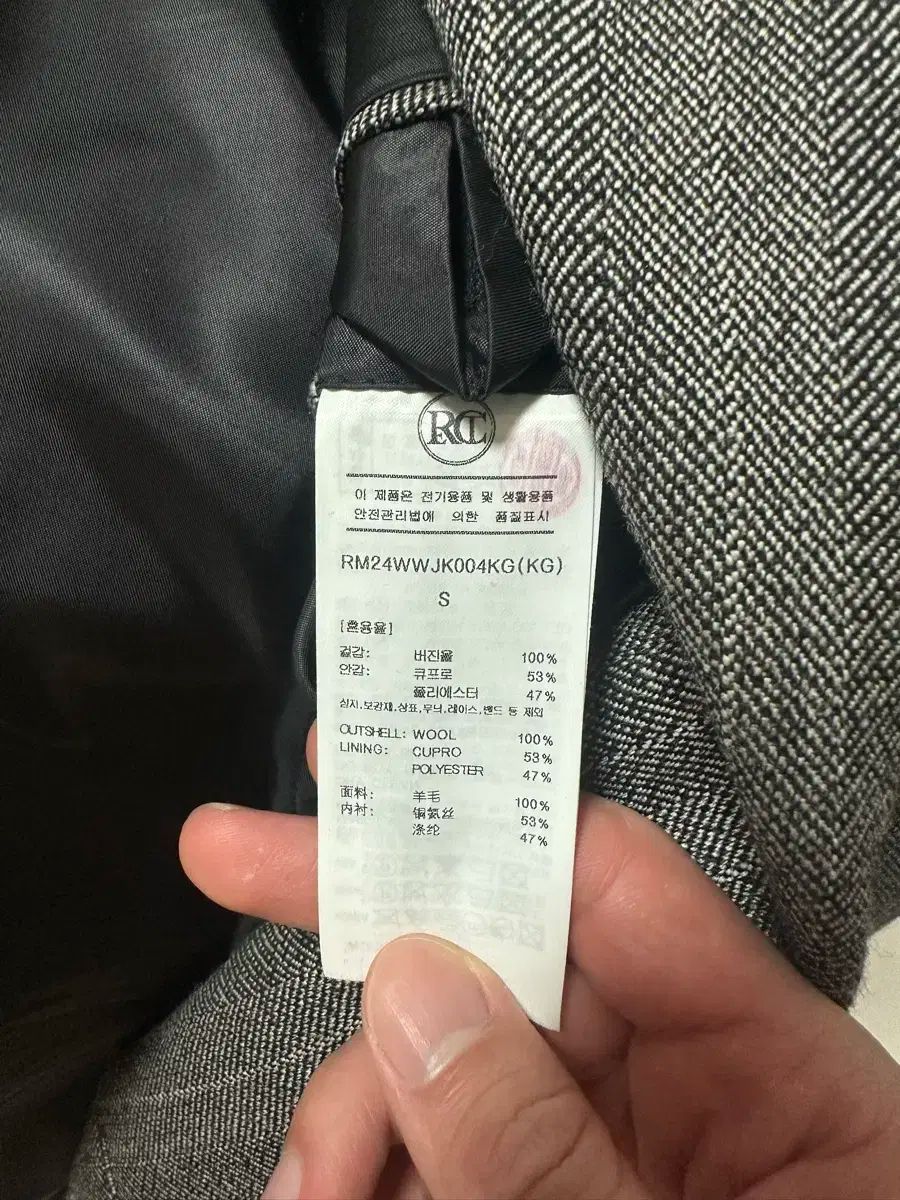 RCT
이 제품은 전기용품 및 생활용품
안전관리법에 의한 품질표시
RM24WWJK004KG(KG)
S
[혼용율]
겉감: 버진울 100%
안감: 큐프로 53%
폴리에스터 47%
심지,보강재,상표,무늬,레이스,밴드 등 제외
OUTSHELL: WOOL 100%
LINING: CUPRO 53%
POLYESTER 47%
面料: 羊毛 100%
内衬: 铜氨丝 53%
涤纶 47%